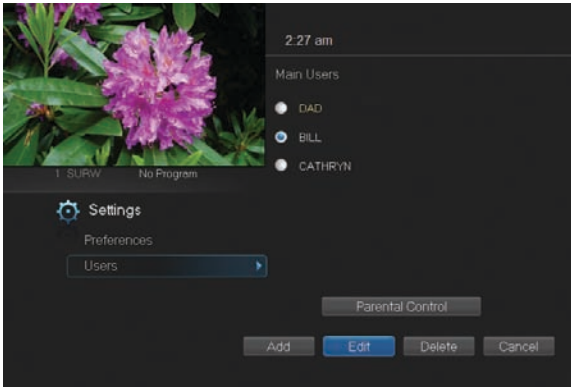 2:27 am
Main Users
DAD
BILL
CATHRYN
1 SURW No Program
Settings
Preferences
Users
Parental Control
Add Edit Delete Cancel